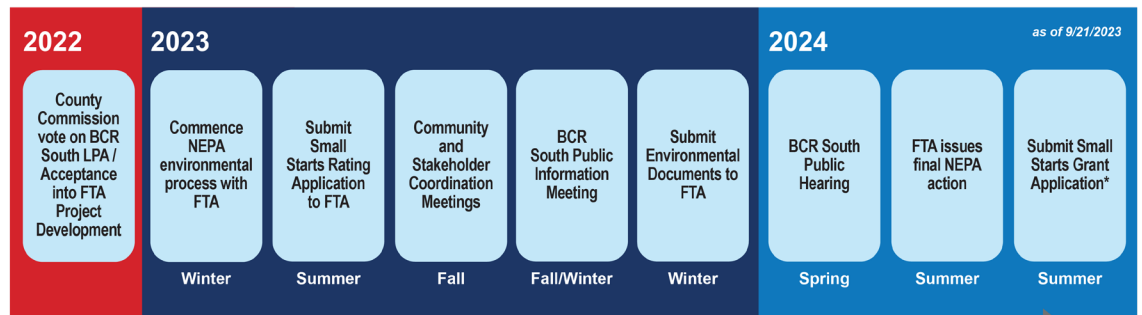 2022
County
Commission
vote on BCR
South LPA /
Acceptance
into FTA
Project
Development
2023
Commence
NEPA
environmental
process with
FTA
Winter
Submit
Small
Starts Rating
Application
to FTA
Summer
Community
and
Stakeholder
Coordination
Meetings
Fall
BCR
South Public
Information
Meeting
Fall/Winter
Submit
Environmental
Documents to
FTA
Winter
2024
as of 9/21/2023
BCR South
Public
Hearing
Spring
FTA issues
final NEPA
action
Summer
Submit Small
Starts Grant
Application*
Summer